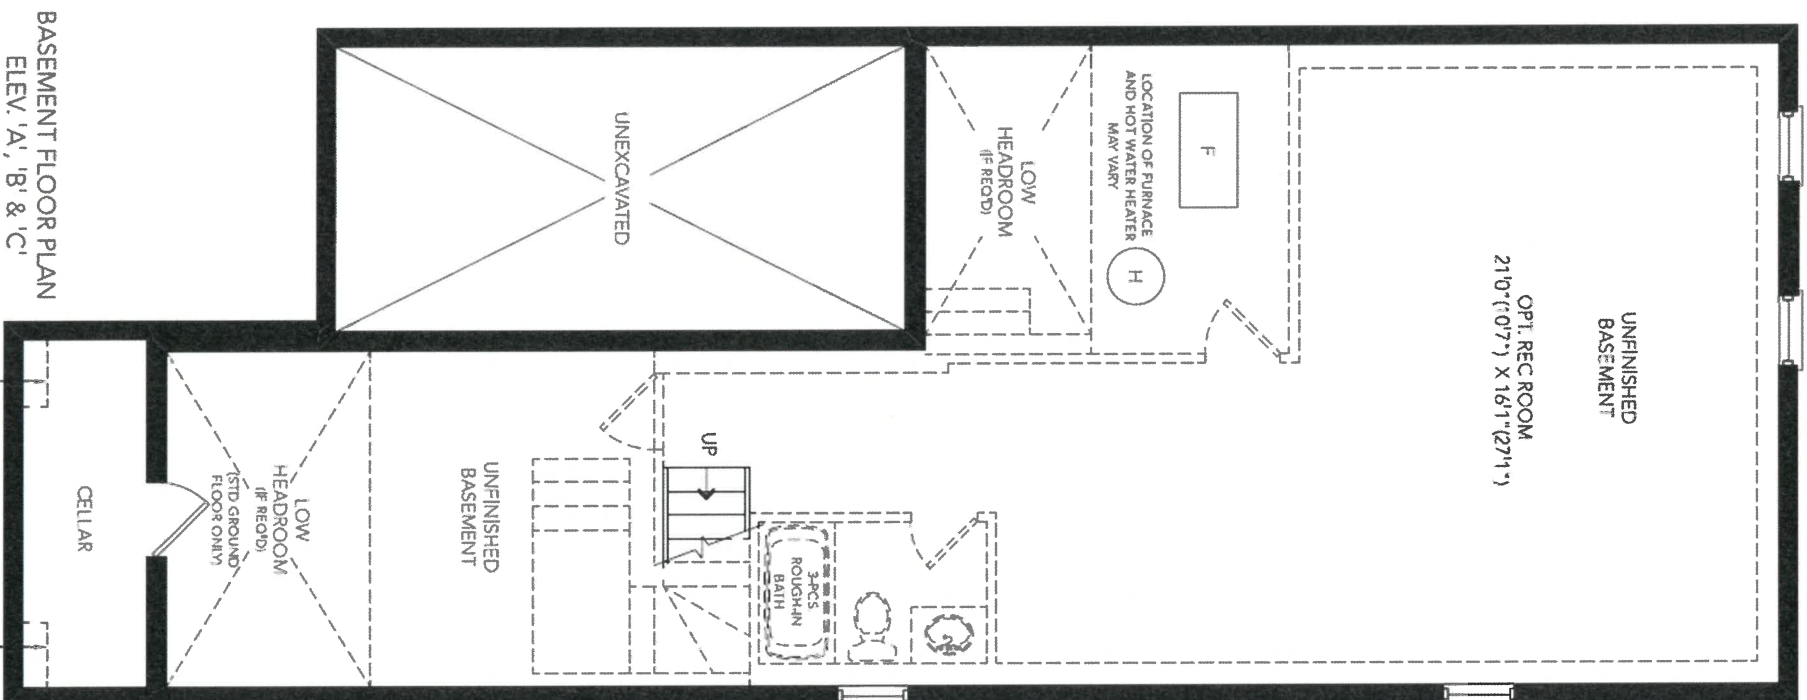 BASEMENT FLOOR PLAN
ELEV. 'A', 'B' & 'C'
UNEXCAVATED
LOW
HEADROOM
(IF REQ'D)
LOCATION OF FURNACE
AND HOT WATER HEATER
MAY VARY
F
H
UNFINISHED
BASEMENT
OPT. REC ROOM
21'0"(10'7") X 16'1"(27'1")
UP
3-PCS
ROUGH-IN
BATH
UNFINISHED
BASEMENT
LOW
HEADROOM
(IF REQ'D)
(STD GROUND
FLOOR ONLY)
CELLAR